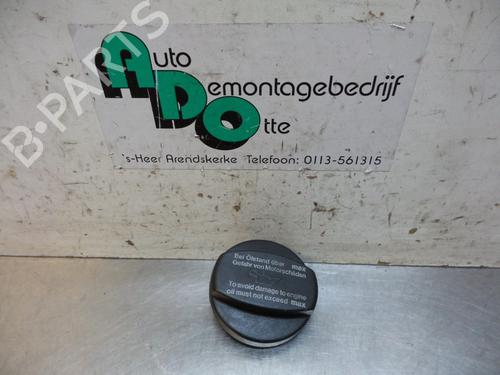 B-PARTS
Auto
Demontagebedrijf
Otte
's-Heer Arendskerke Telefoon: 0113-561315
Bei Ölstand über max
Gefahr von Motorschäden
To avoid damage to engine
oil must not exceed max